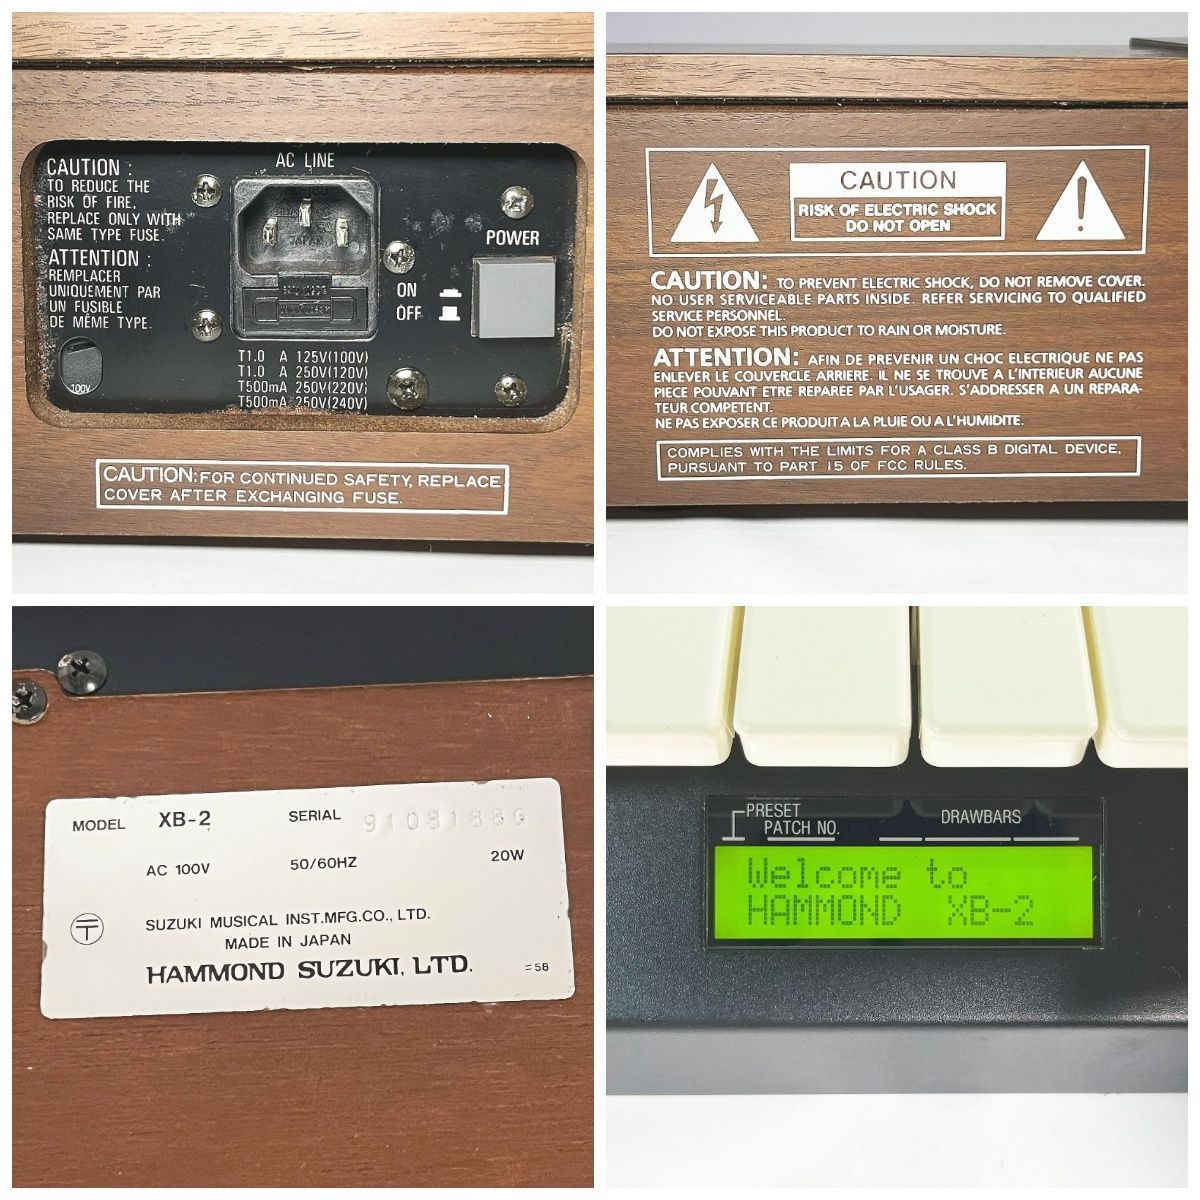 CAUTION :
TO REDUCE THE
RISK OF FIRE,
REPLACE ONLY WITH
SAME TYPE FUSE.
ATTENTION :
REMPLACER
UNIQUEMENT PAR
UN FUSIBLE
DE MÊME TYPE.
100V
AC LINE
JAPAN
POWER
ON
OFF
T1.0 A 125V(100V)
T1.0 A 250V(120V)
T500mA 250V(220V)
T500mA 250V(240V)
CAUTION: FOR CONTINUED SAFETY, REPLACE
COVER AFTER EXCHANGING FUSE.
CAUTION
RISK OF ELECTRIC SHOCK
DO NOT OPEN
CAUTION: TO PREVENT ELECTRIC SHOCK, DO NOT REMOVE COVER.
NO USER SERVICEABLE PARTS INSIDE. REFER SERVICING TO QUALIFIED
SERVICE PERSONNEL.
DO NOT EXPOSE THIS PRODUCT TO RAIN OR MOISTURE.
ATTENTION: AFIN DE PREVENIR UN CHOC ELECTRIQUE NE PAS
ENLEVER LE COUVERCLE ARRIERE. IL NE SE TROUVE A L'INTERIEUR AUCUNE
PIECE POUVANT ETRE REPAREE PAR L'USAGER. S'ADDRESSER A UN REPARA-
TEUR COMPETENT.
NE PAS EXPOSER CE PRODUIT A LA PLUIE OU A L'HUMIDITE.
COMPLIES WITH THE LIMITS FOR A CLASS B DIGITAL DEVICE,
PURSUANT TO PART 15 OF FCC RULES.
MODEL XB-2 SERIAL
AC 100V 50/60HZ 20W
SUZUKI MUSICAL INST.MFG.CO., LTD.
MADE IN JAPAN
HAMMOND SUZUKI, LTD. =58
PRESET
PATCH NO. DRAWBARS
Welcome to
HAMMOND XB-2